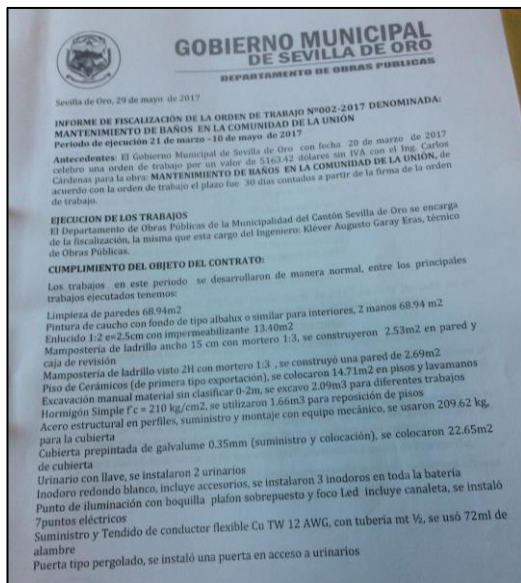 GOBIERNO MUNICIPAL
DE SEVILLA DE ORO
DEPARTAMENTO DE OBRAS PUBLICAS
Sevilla de Oro, 29 de mayo de 2017
INFORME DE FISCALIZACIÓN DE LA ORDEN DE TRABAJO Nº002-2017 DENOMINADA:
MANTENIMIENTO DE BAÑOS EN LA COMUNIDAD DE LA UNIÓN
Periodo de ejecución 21 de marzo -10 de mayo de 2017
Antecedentes: El Gobierno Municipal de Sevilla de Oro con fecha 20 de marzo de 2017
celebro una orden de trabajo por un valor de 5163.42 dólares sin IVA con el Ing. Carlos
Cárdenas para la obra: MANTENIMIENTO DE BAÑOS EN LA COMUNIDAD DE LA UNIÓN, de
acuerdo con la orden de trabajo el plazo fue 30 días contados a partir de la firma de la orden
de trabajo.
EJECUCION DE LOS TRABAJOS
El Departamento de Obras Públicas de la Municipalidad del Cantón Sevilla de Oro se encarga
de la fiscalización, la misma que esta cargo del Ingeniero: Kléver Augusto Garay Eras, técnico
de Obras Públicas.
CUMPLIMIENTO DEL OBJETO DEL CONTRATO:
Los trabajos en este periodo se desarrollaron de manera normal, entre los principales
trabajos ejecutados tenemos:
Limpieza de paredes 68.94m2
Pintura de caucho con fondo de tipo albalux o similar para interiores, 2 manos 68.94 m2
Enlucido 1:2 e=2.5cm con impermeabilizante 13.40m2
Mampostería de ladrillo ancho 15 cm con mortero 1:3, se construyeron 2.53m2 en pared y
caja de revisión
Mampostería de ladrillo visto 2H con mortero 1:3 , se construyó una pared de 2.69m2
Piso de Cerámicos (de primera tipo exportación), se colocaron 14.71m2 en pisos y lavamanos
Excavación manual material sin clasificar 0-2m, se excavo 2.09m3 para diferentes trabajos
Hormigón Simple f'c = 210 kg/cm2, se utilizaron 1.66m3 para reposición de pisos
Acero estructural en perfiles, suministro y montaje con equipo mecánico, se usaron 209.62 kg,
para la cubierta
Cubierta prepintada de galvalume 0.35mm (suministro y colocación), se colocaron 22.65m2
de cubierta
Urinario con llave, se instalaron 2 urinarios
Inodoro redondo blanco, incluye accesorios, se instalaron 3 inodoros en toda la batería
Punto de iluminación con boquilla plafon sobrepuesto y foco Led incluye canaleta, se instaló
7puntos eléctricos
Suministro y Tendido de conductor flexible Cu TW 12 AWG, con tubería mt ½, se usó 72ml de
alambre
Puerta tipo pergolado, se instaló una puerta en acceso a urinarios